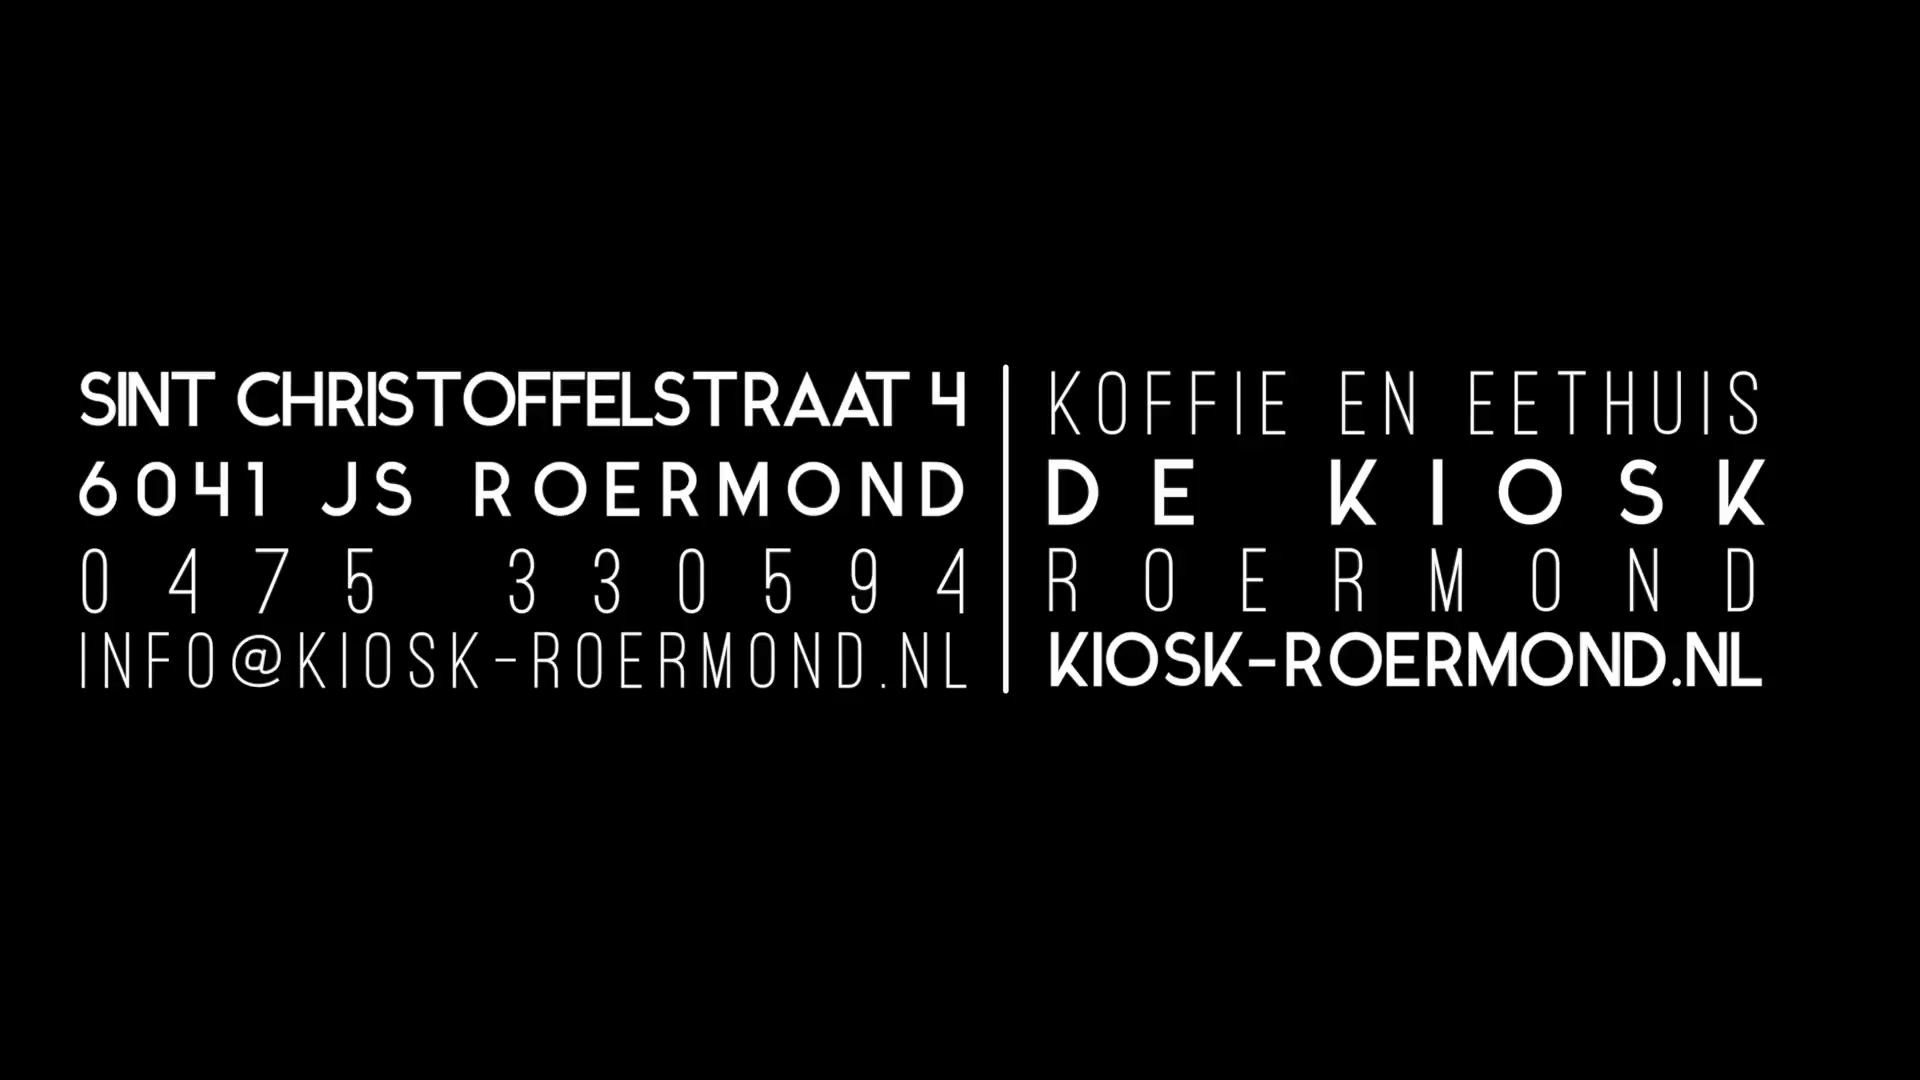 SINT CHRISTOFFELSTRAAT 4
6041 JS ROERMOND
0475 330594
INFO@KIOSK-ROERMOND.NL
KOFFIE EN EETHUIS
DE KIOSK
ROERMOND
KIOSK-ROERMOND.NL